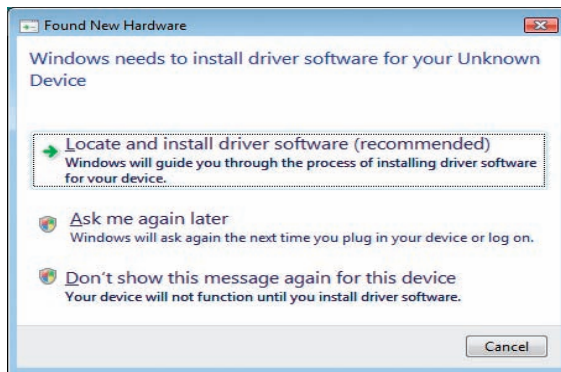 Found New Hardware
Windows needs to install driver software for your Unknown
Device
Locate and install driver software (recommended)
Windows will guide you through the process of installing driver software
for your device.
Ask me again later
Windows will ask again the next time you plug in your device or log on.
Don't show this message again for this device
Your device will not function until you install driver software.
Cancel